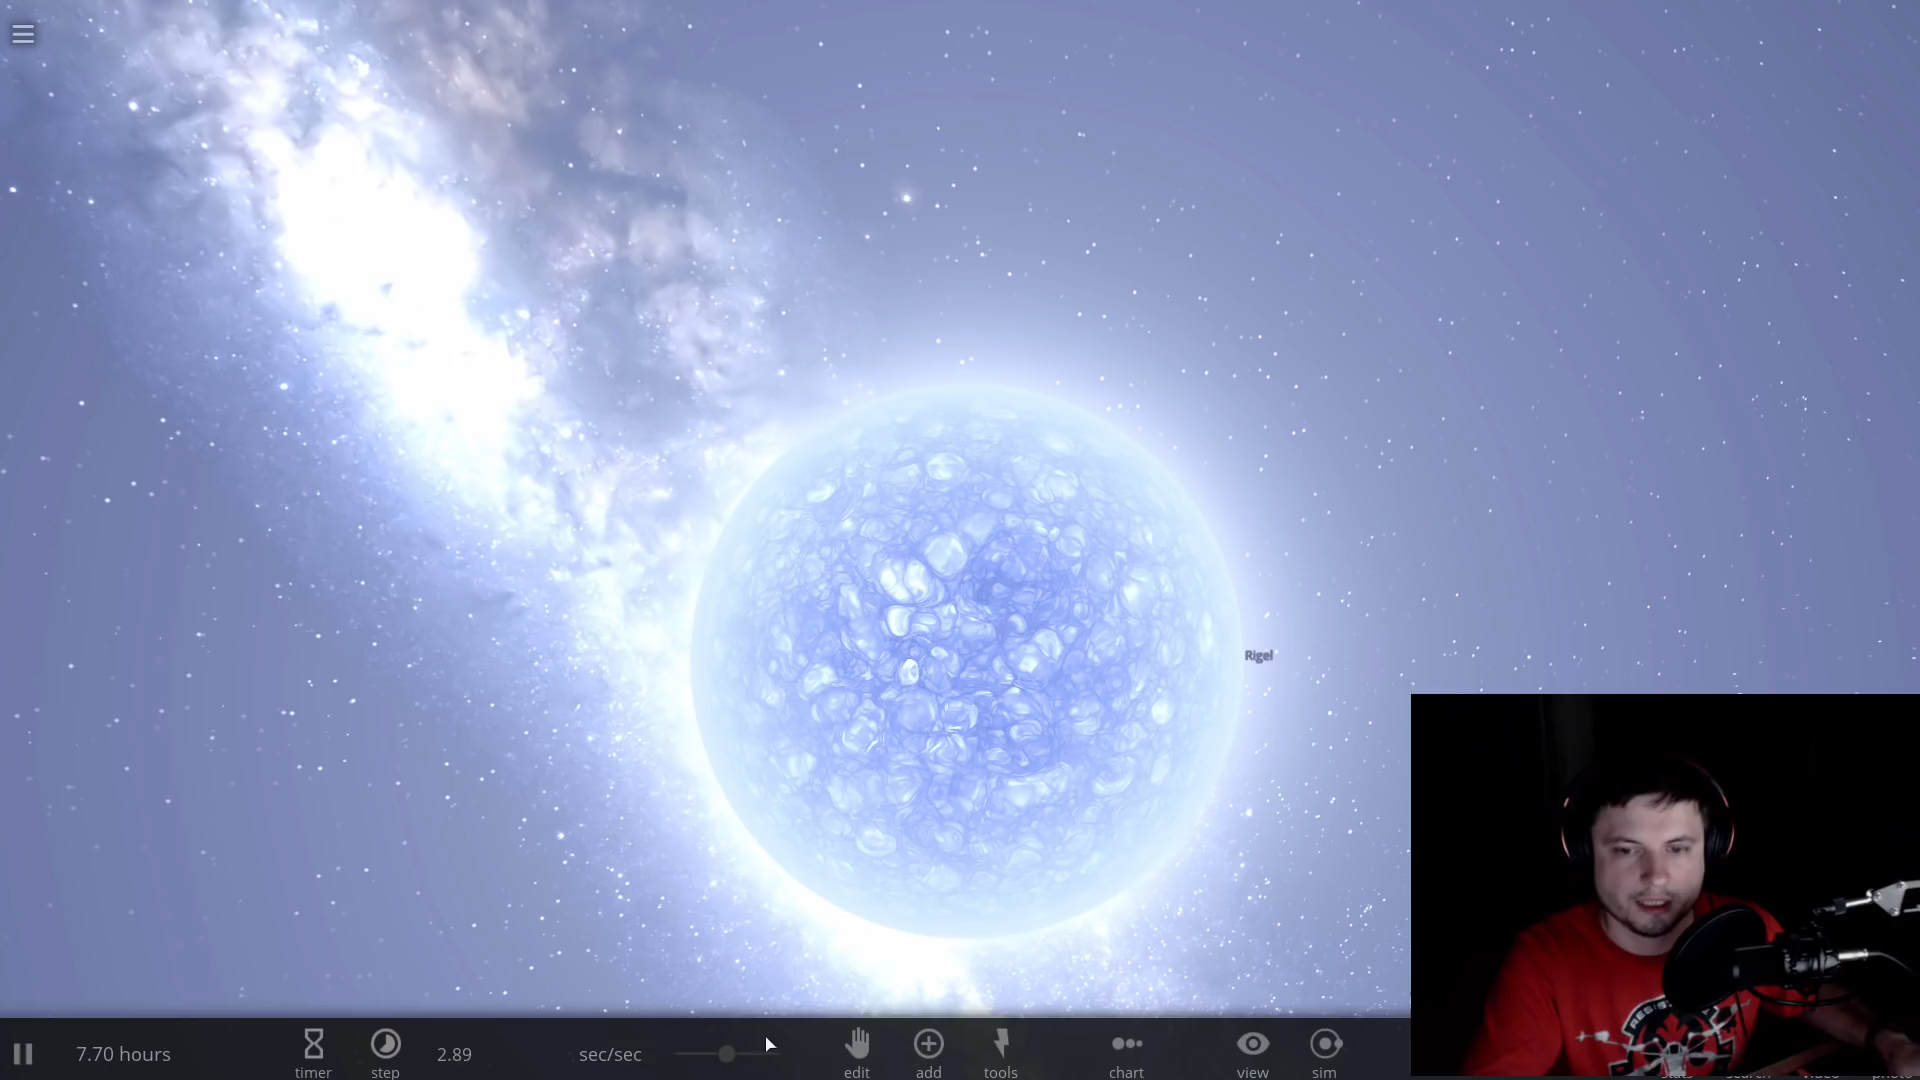 Rigel
7.70 hours
timer
step
2.89
sec/sec
edit
add
tools
chart
view
sim